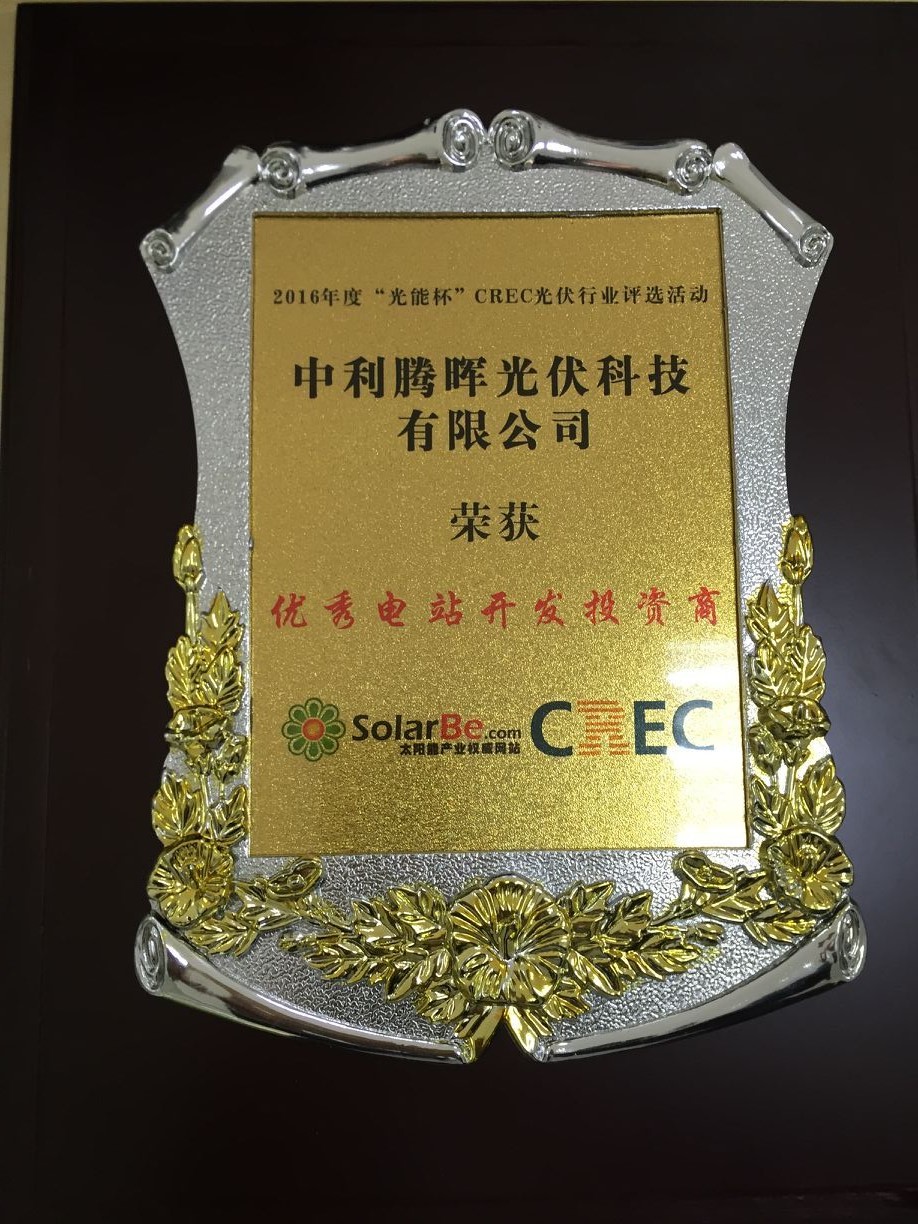 2016年度“光能杯”CREC光伏行业评选活动
中利腾晖光伏科技
有限公司
荣获
优秀电站开发投资商
SolarBe.com
太阳能产业权威网站
CREC